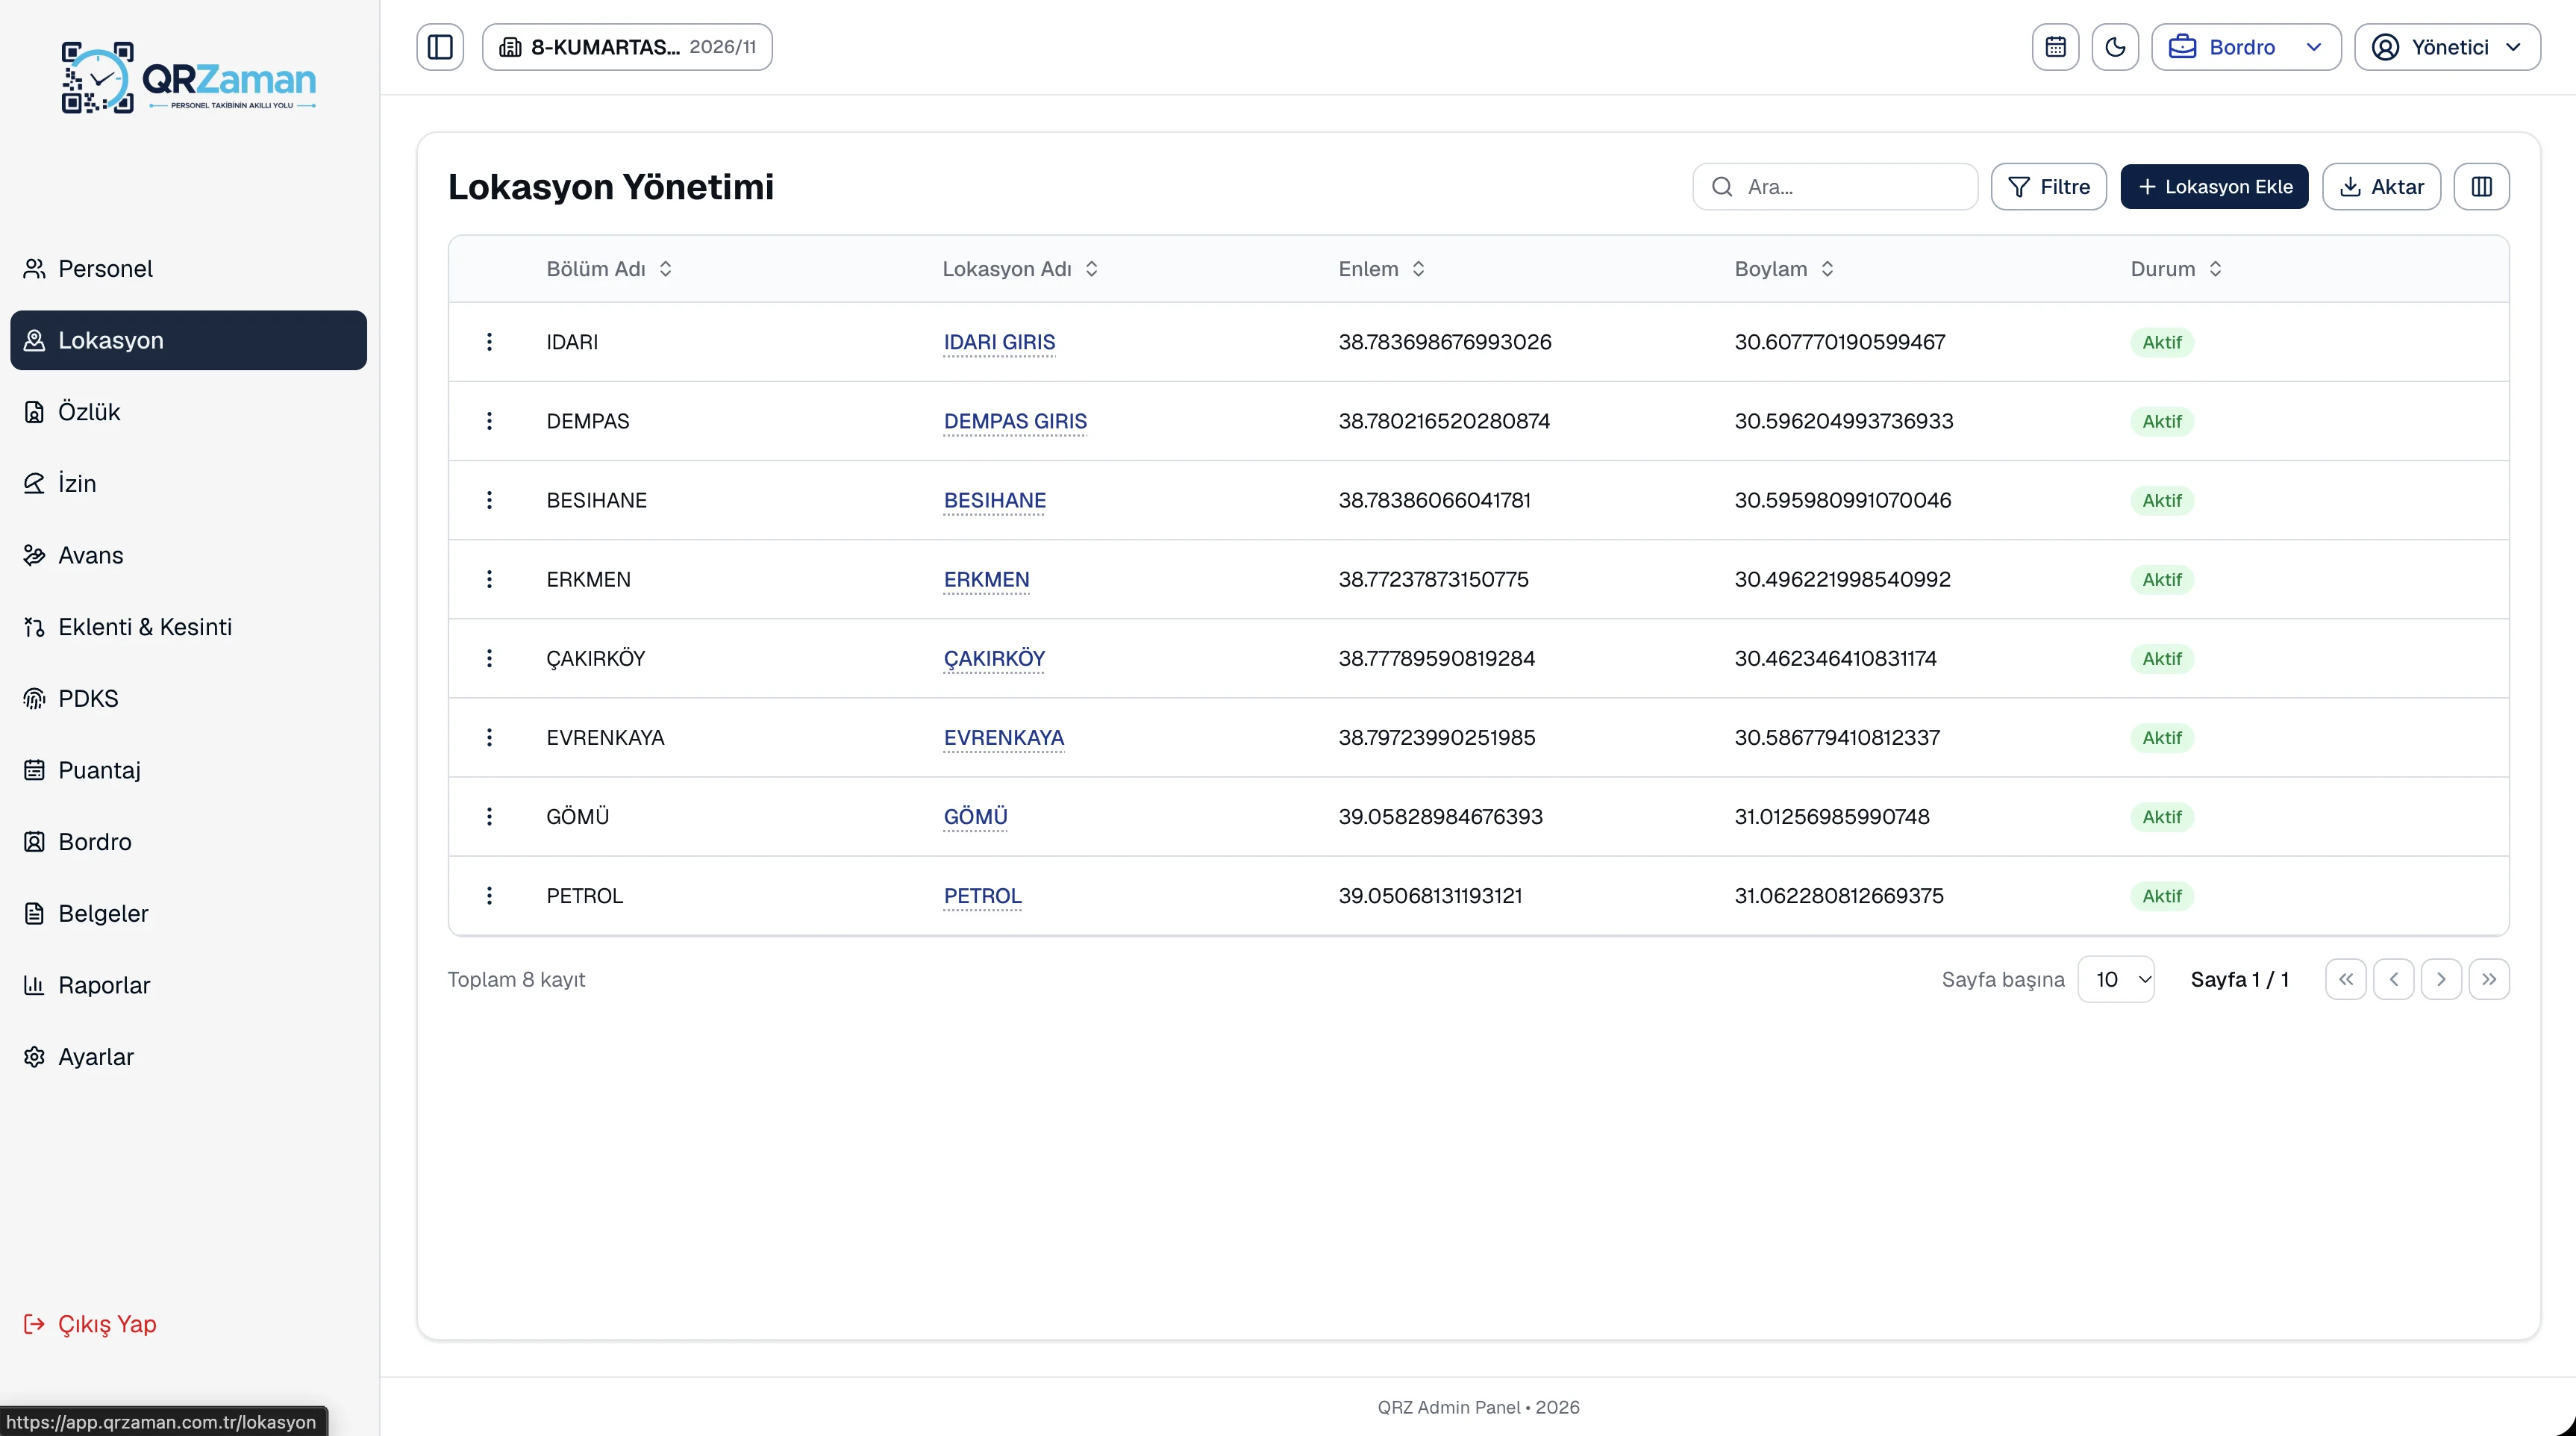 QRZaman
PERSONEL TAKİBİNİN AKILLI YOLU
8-KUMARTAS... 2026/11
Bordro
Yönetici
Personel
Lokasyon
Özlük
İzin
Avans
Eklenti & Kesinti
PDKS
Puantaj
Bordro
Belgeler
Raporlar
Ayarlar
Çıkış Yap
https://app.qrzaman.com.tr/lokasyon
Lokasyon Yönetimi
Ara...
Filtre
+ Lokasyon Ekle
Aktar
Bölüm Adı Lokasyon Adı Enlem Boylam Durum
IDARI IDARI GIRIS 38.783698676993026 30.607770190599467 Aktif
DEMPAS DEMPAS GIRIS 38.780216520280874 30.596204993736933 Aktif
BESIHANE BESIHANE 38.78386066041781 30.595980991070046 Aktif
ERKMEN ERKMEN 38.77237873150775 30.496221998540992 Aktif
ÇAKIRKÖY ÇAKIRKÖY 38.77789590819284 30.462346410831174 Aktif
EVRENKAYA EVRENKAYA 38.79723990251985 30.586779410812337 Aktif
GÖMÜ GÖMÜ 39.05828984676393 31.01256985990748 Aktif
PETROL PETROL 39.05068131193121 31.062280812669375 Aktif
Toplam 8 kayıt
Sayfa başına 10 Sayfa 1 / 1
QRZ Admin Panel • 2026